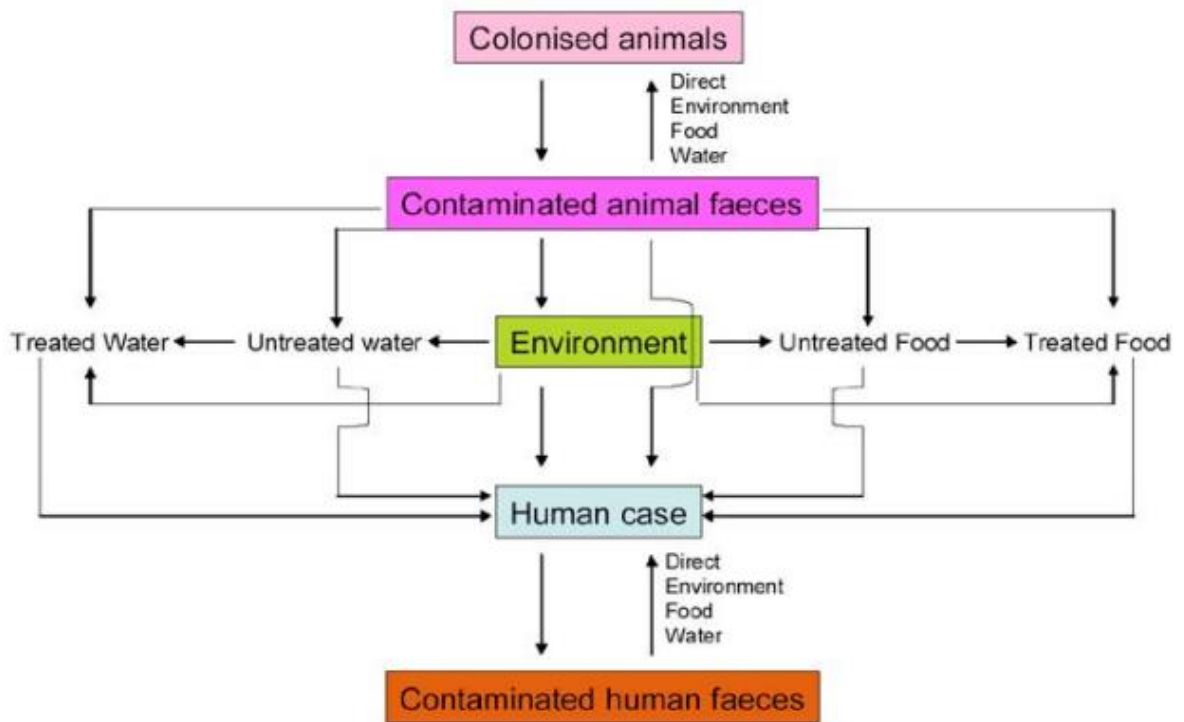 Colonised animals
Direct
Environment
Food
Water
Contaminated animal faeces
Treated Water
Untreated water
Environment
Untreated Food
Treated Food
Human case
Direct
Environment
Food
Water
Contaminated human faeces